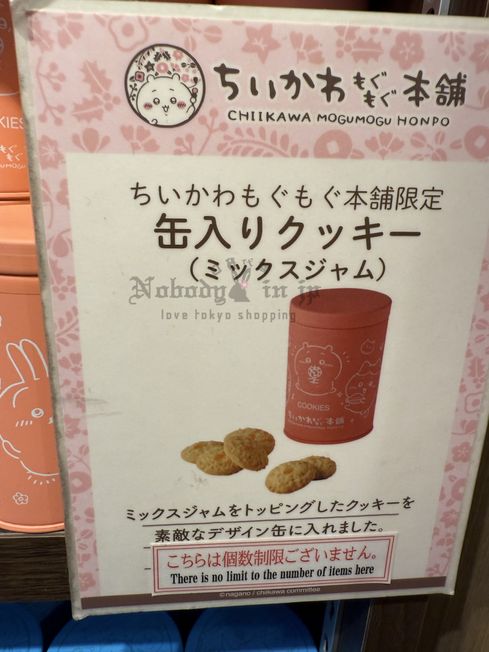 ちいかわもぐもぐ本舗
CHIIKAWA MOGUMOGU HONPO
ちいかわもぐもぐ本舗限定
缶入りクッキー
(ミックスジャム)
Nobody in jp
love tokyo shopping
COOKIES
ちいかわもぐもぐ本舗
ミックスジャムをトッピングしたクッキーを
素敵なデザイン缶に入れました。
こちらは個数制限ございません。
There is no limit to the number of items here
©nagano / chiikawa committee
KIES
もぐもぐ
MOGUMOGU